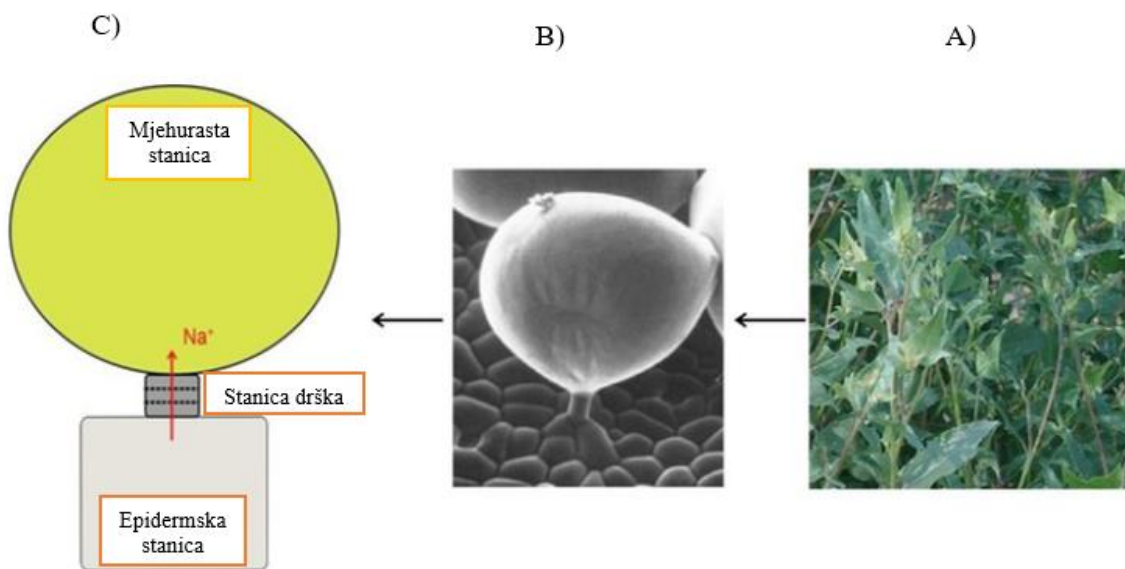 C)
B)
A)
Mjehurasta
stanica
Na⁺
Stanica drška
Epidermska
stanica